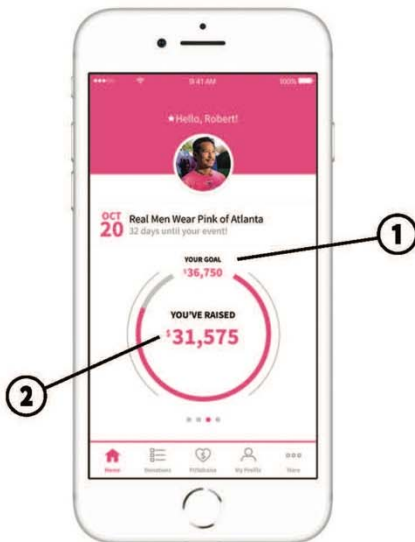 9:41 AM
100%
★Hello, Robert!
OCT
20
Real Men Wear Pink of Atlanta
32 days until your event!
1
YOUR GOAL
$36,750
YOU'VE RAISED
$31,575
2
Home
Donations
Fundraise
My Profile
More